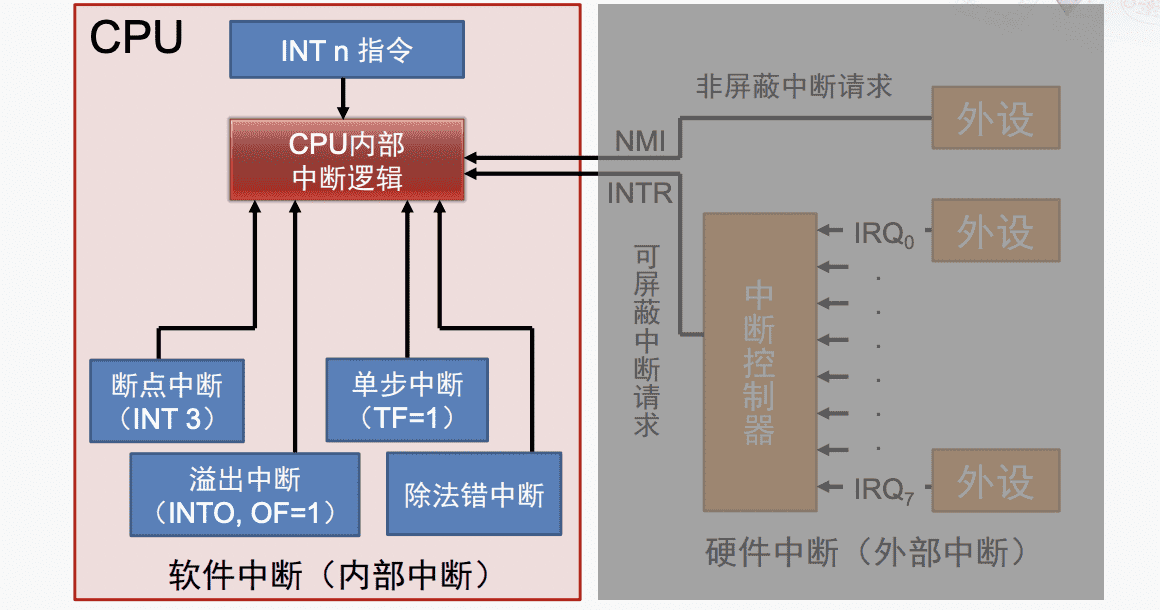 CPU
INT n 指令
CPU内部
中断逻辑
断点中断
（INT 3）
单步中断
（TF=1）
溢出中断
（INTO, OF=1）
除法错中断
软件中断（内部中断）
非屏蔽中断请求
外设
NMI
INTR
可屏蔽中断请求
中断控制器
IRQ0
外设
IRQ7
外设
硬件中断（外部中断）